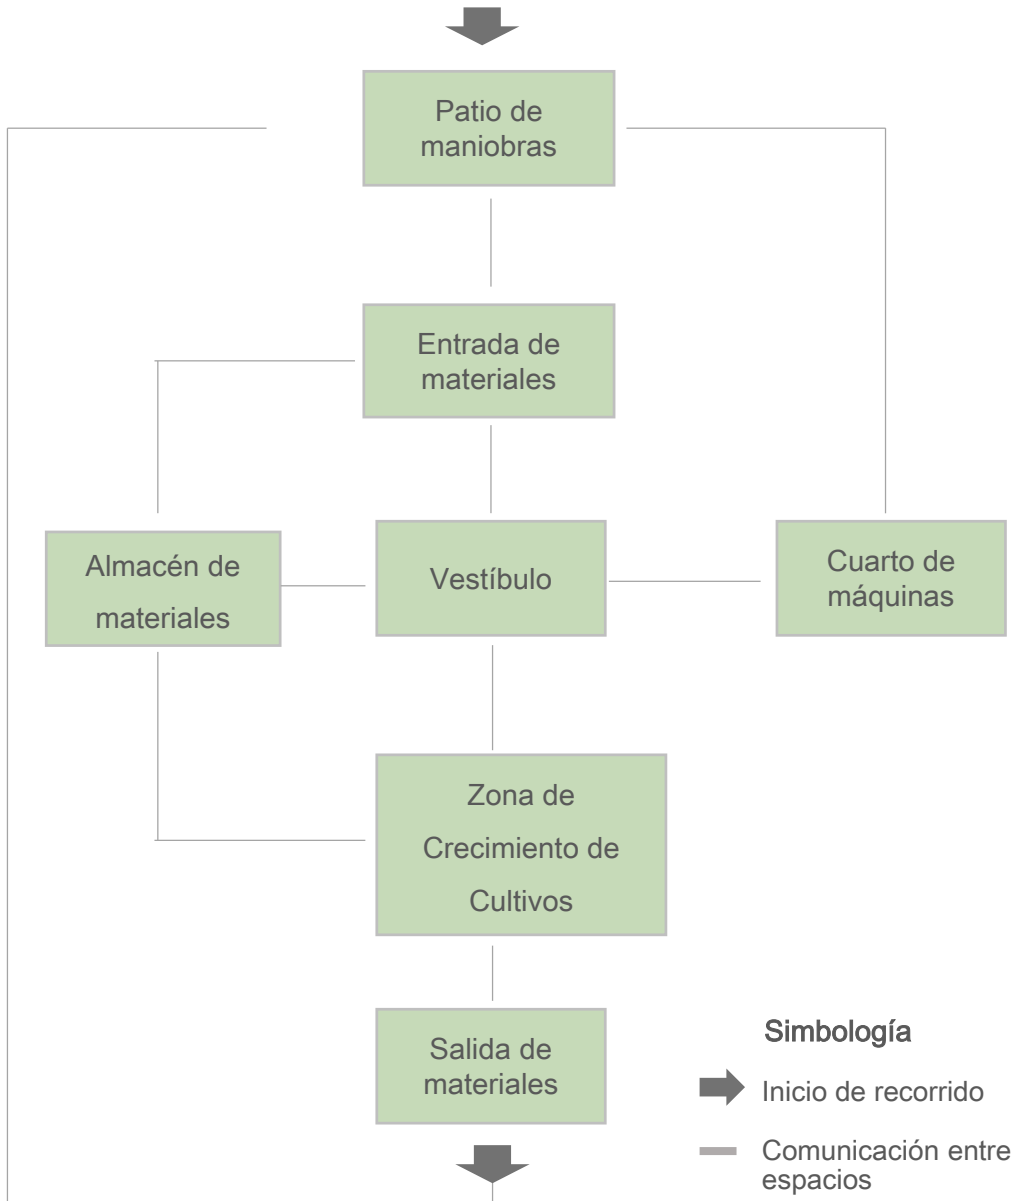 Patio de
maniobras
Entrada de
materiales
Almacén de
materiales
Vestíbulo
Cuarto de
máquinas
Zona de
Crecimiento de
Cultivos
Salida de
materiales
Simbología
Inicio de recorrido
Comunicación entre
espacios